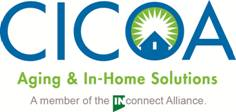 CICOA
Aging & In-Home Solutions
A member of the INconnect Alliance.